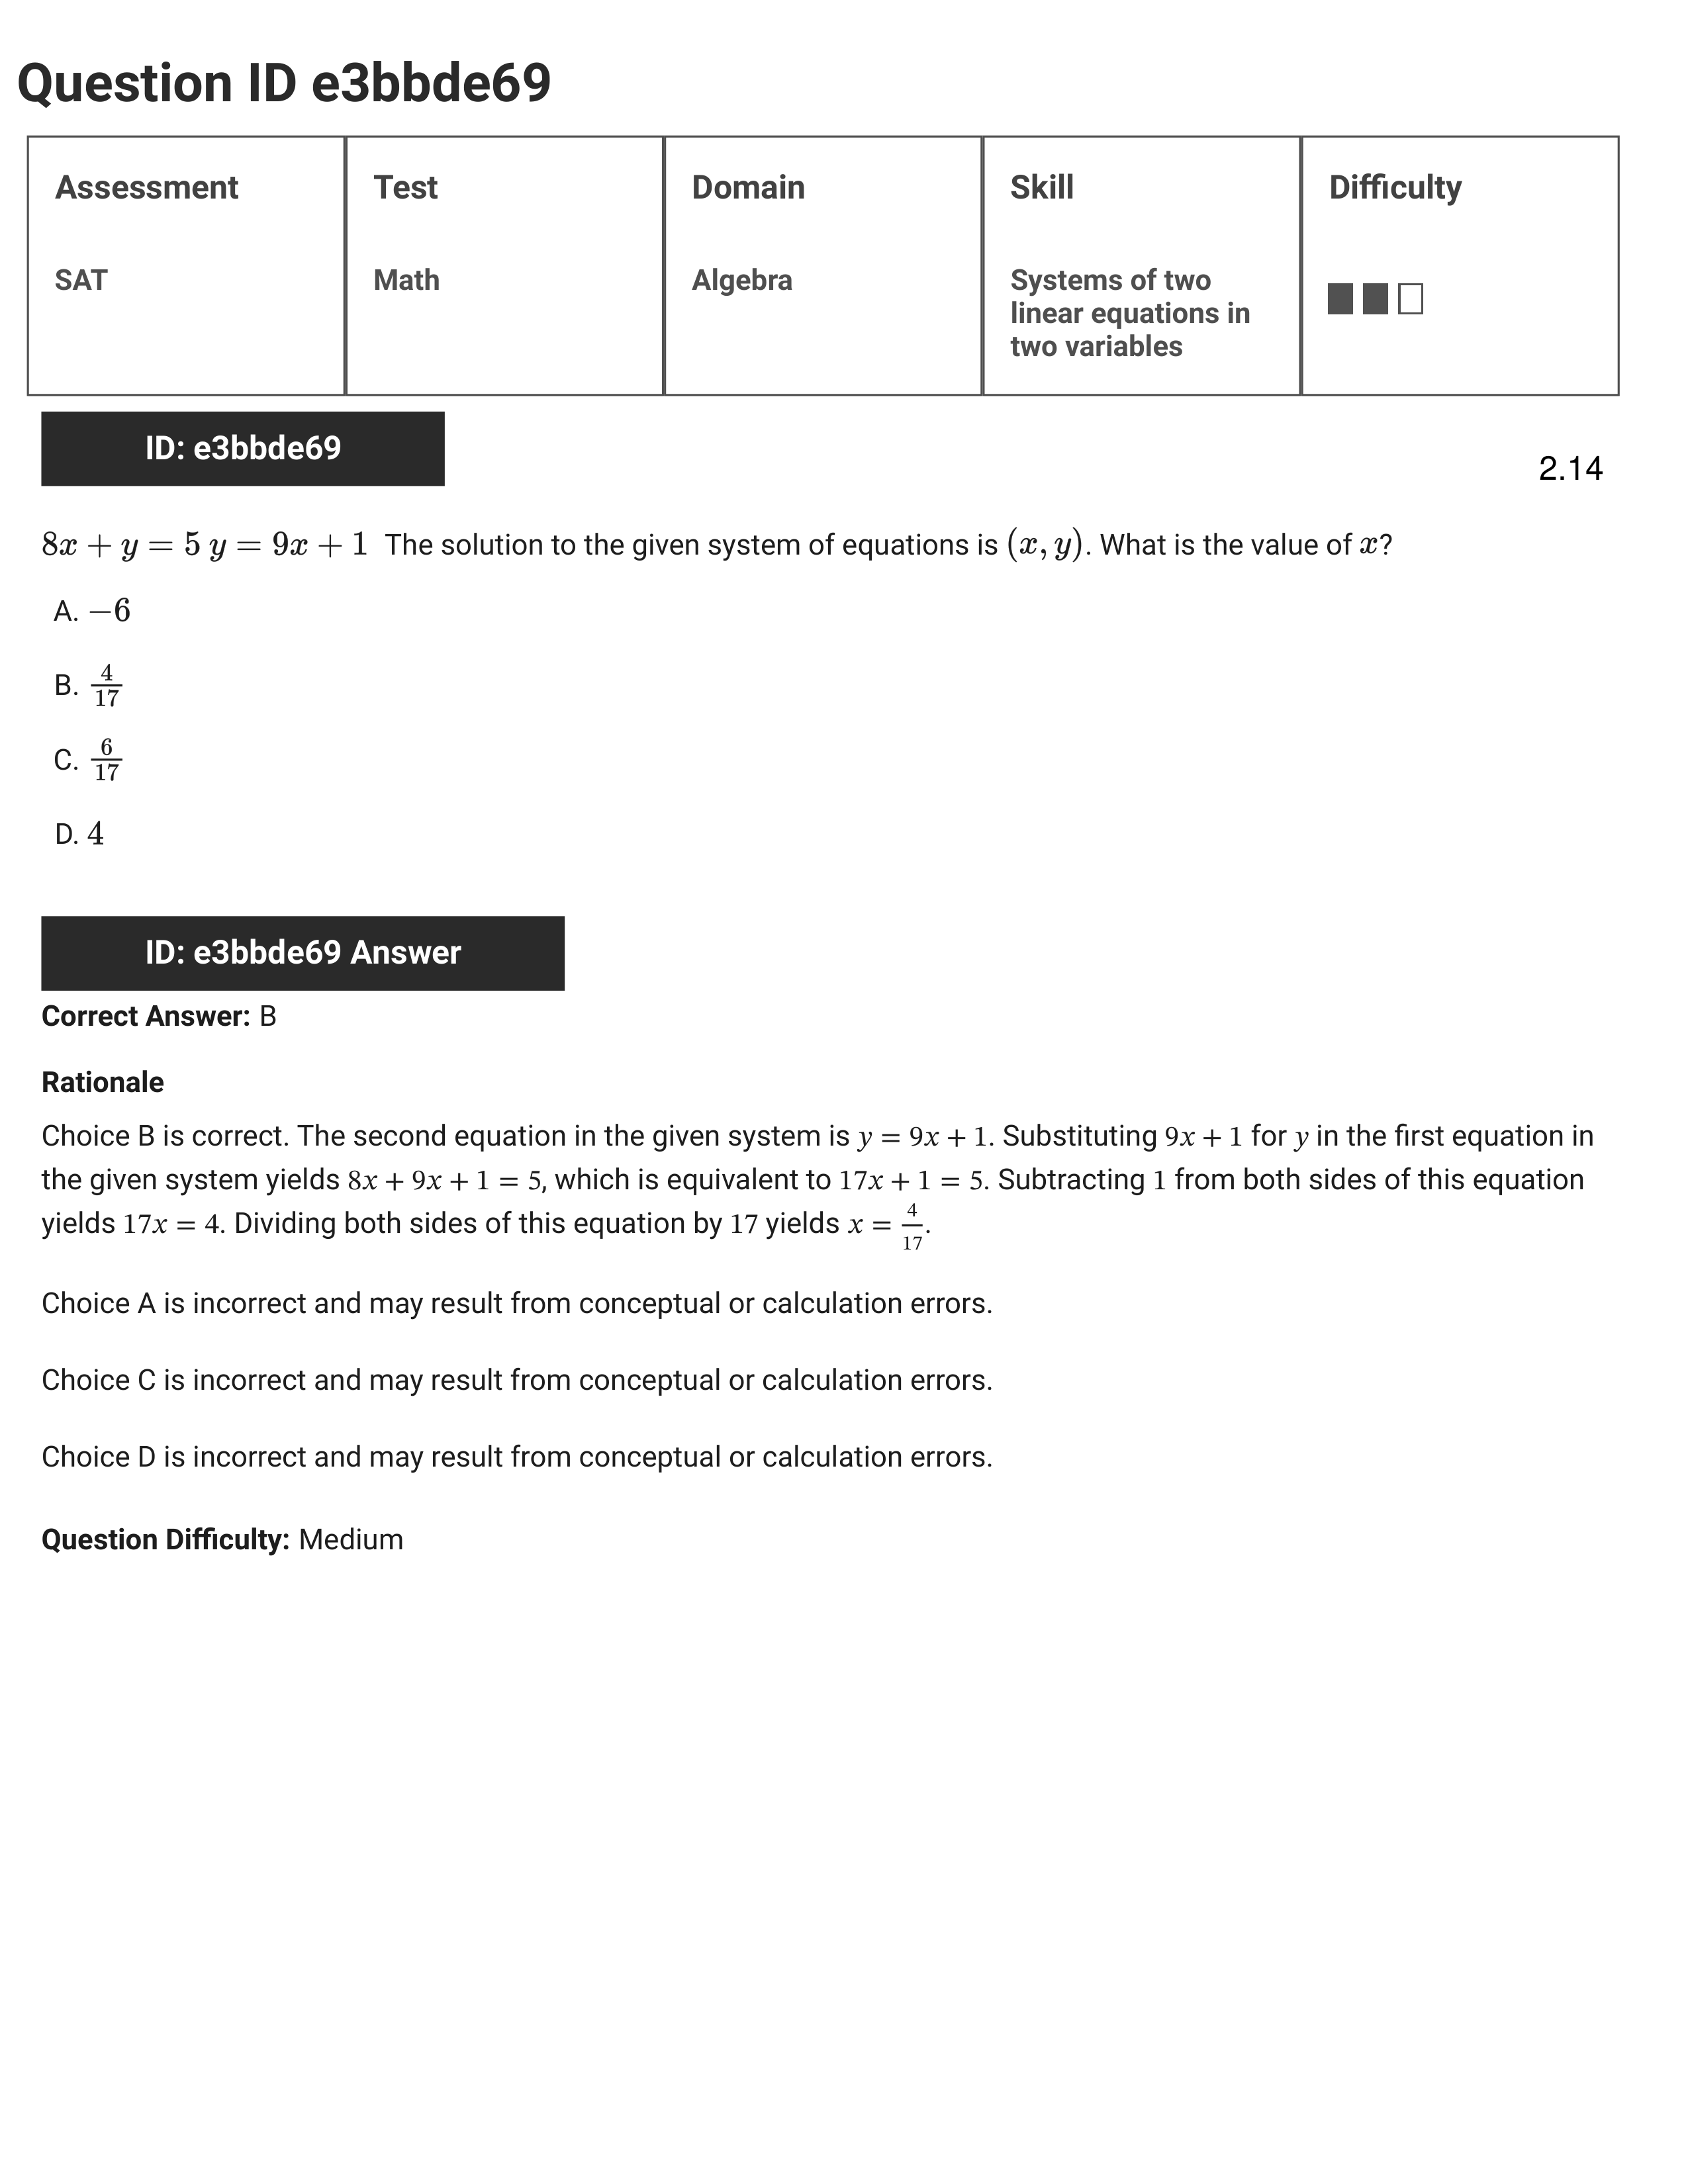 Question ID e3bbde69
Assessment Test Domain Skill Difficulty
SAT Math Algebra Systems of two
linear equations in
two variables
ID: e3bbde69
2.14
8x + y = 5 y = 9x + 1 The solution to the given system of equations is (x, y). What is the value of x?
A. −6
B. 4/17
C. 6/17
D. 4
ID: e3bbde69 Answer
Correct Answer: B
Rationale
Choice B is correct. The second equation in the given system is y = 9x + 1. Substituting 9x + 1 for y in the first equation in
the given system yields 8x + 9x + 1 = 5, which is equivalent to 17x + 1 = 5. Subtracting 1 from both sides of this equation
yields 17x = 4. Dividing both sides of this equation by 17 yields x = 4/17.
Choice A is incorrect and may result from conceptual or calculation errors.
Choice C is incorrect and may result from conceptual or calculation errors.
Choice D is incorrect and may result from conceptual or calculation errors.
Question Difficulty: Medium